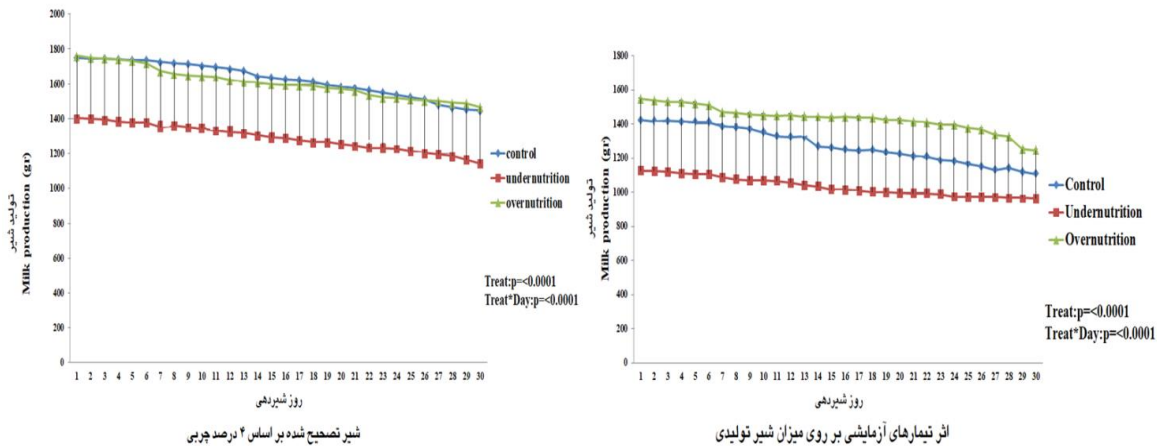 2000
1800
1600
1400
1200
1000
800
600
400
200
0
تولید شیر
Milk production (gr)
control
undernutrition
overnutrition
Treat:p=<0.0001
Treat*Day:p=<0.0001
1 2 3 4 5 6 7 8 9 10 11 12 13 14 15 16 17 18 19 20 21 22 23 24 25 26 27 28 29 30
روز شیردهی
شیر تصحیح شده بر اساس ۴ درصد چربی
1800
1600
1400
1200
1000
800
600
400
200
0
تولید شیر
Milk production (gr)
Control
Undernutrition
Overnutrition
Treat:p=<0.0001
Treat*Day:p=<0.0001
1 2 3 4 5 6 7 8 9 10 11 12 13 14 15 16 17 18 19 20 21 22 23 24 25 26 27 28 29 30
روز شیردهی
اثر تیمارهای آزمایشی بر روی میزان شیر تولیدی